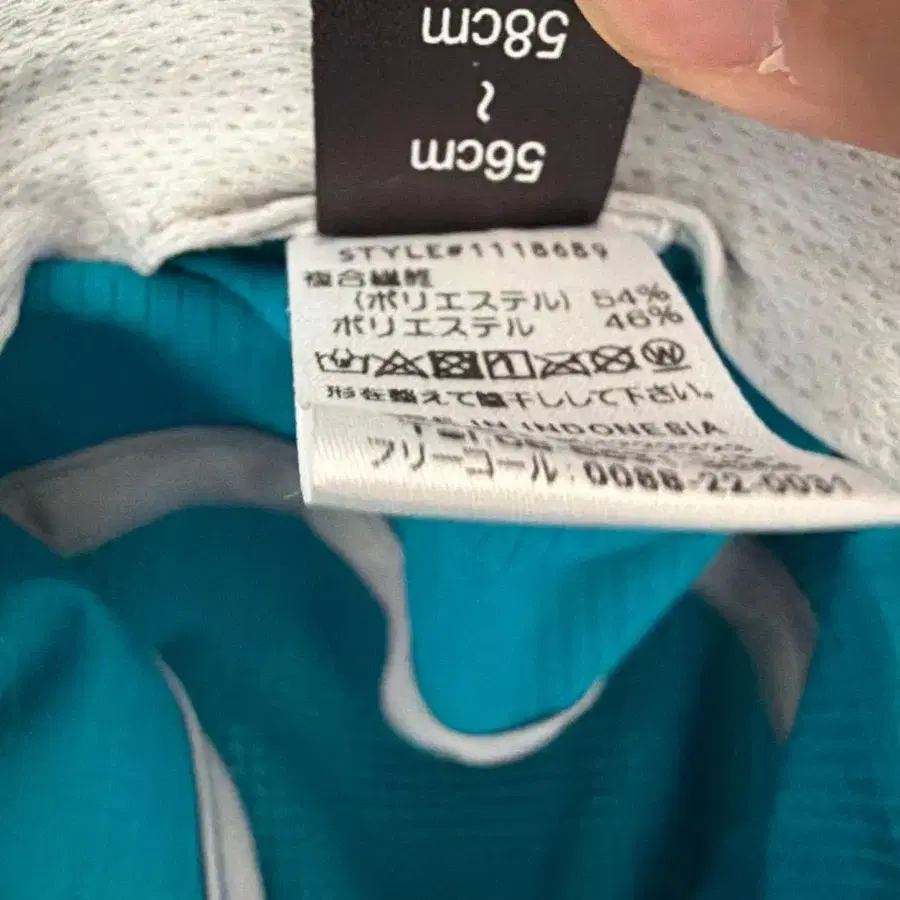 56cm
~
58cm
STYLE#1118689
複合繊維
(ポリエステル) 54%
ポリエステル 46%
形を整えて陰干しして下さい。
IN INDONESIA
フリーコール:0088-22-0031